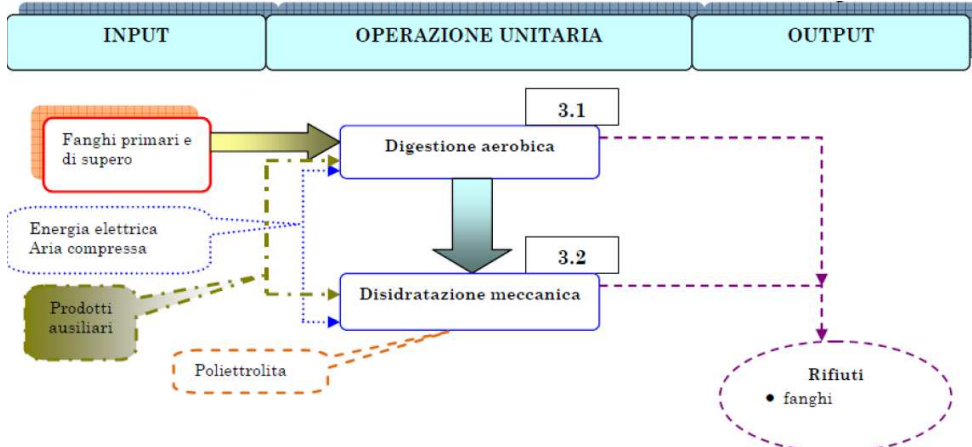 INPUT
OPERAZIONE UNITARIA
OUTPUT
3.1
Fanghi primari e
di supero
Digestione aerobica
Energia elettrica
Aria compressa
3.2
Disidratazione meccanica
Prodotti
ausiliari
Poliettrolita
Rifiuti
• fanghi